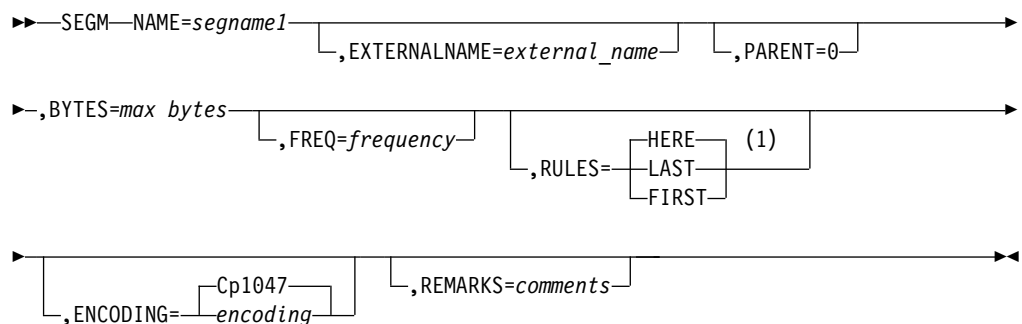 SEGM NAME=segname1
,EXTERNALNAME=external_name ,PARENT=0
,BYTES=max bytes
,FREQ=frequency HERE (1)
,RULES= LAST
FIRST
Cp1047 ,REMARKS=comments
,ENCODING= encoding